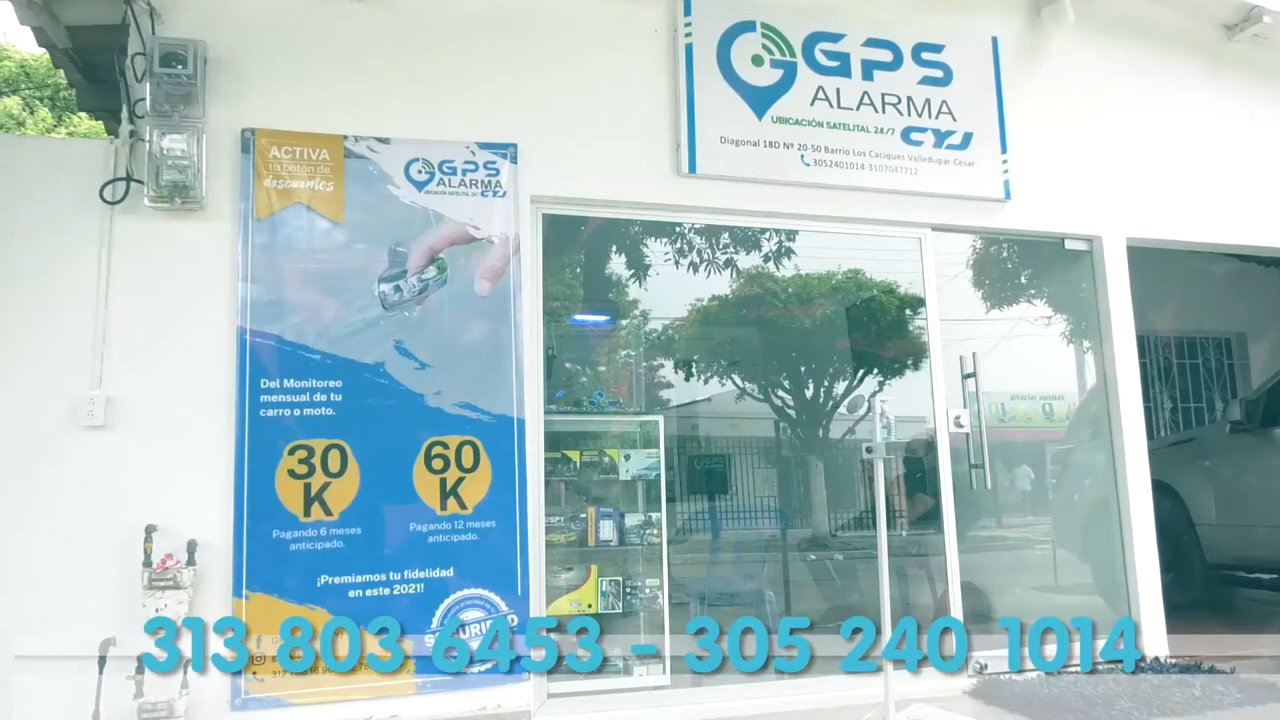 GPS
ALARMA
UBICACIÓN SATELITAL 24/7 CYJ
Diagonal 18D Nº 20-50 Barrio Los Caciques Valledupar-Cesar
3052401014-3107047712
ACTIVA
tu botón de
descuentos
GPS
ALARMA
UBICACIÓN SATELITAL 24/7
CYJ
Del Monitoreo
mensual de tu
carro o moto.
30
K
Pagando 6 meses
anticipado.
60
K
Pagando 12 meses
anticipado.
¡Premiamos tu fidelidad
en este 2021!
313 803 6453 - 305 240 1014